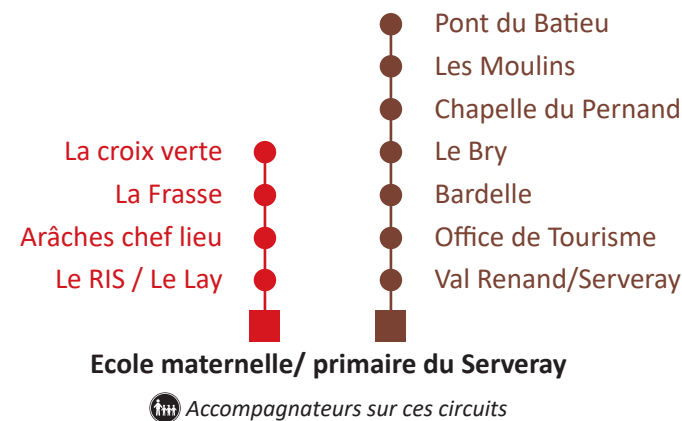 Pont du Batieu
Les Moulins
Chapelle du Pernand
La croix verte
Le Bry
La Frasse
Bardelle
Arâches chef lieu
Office de Tourisme
Le RIS / Le Lay
Val Renand/Serveray
Ecole maternelle/ primaire du Serveray
Accompagnateurs sur ces circuits